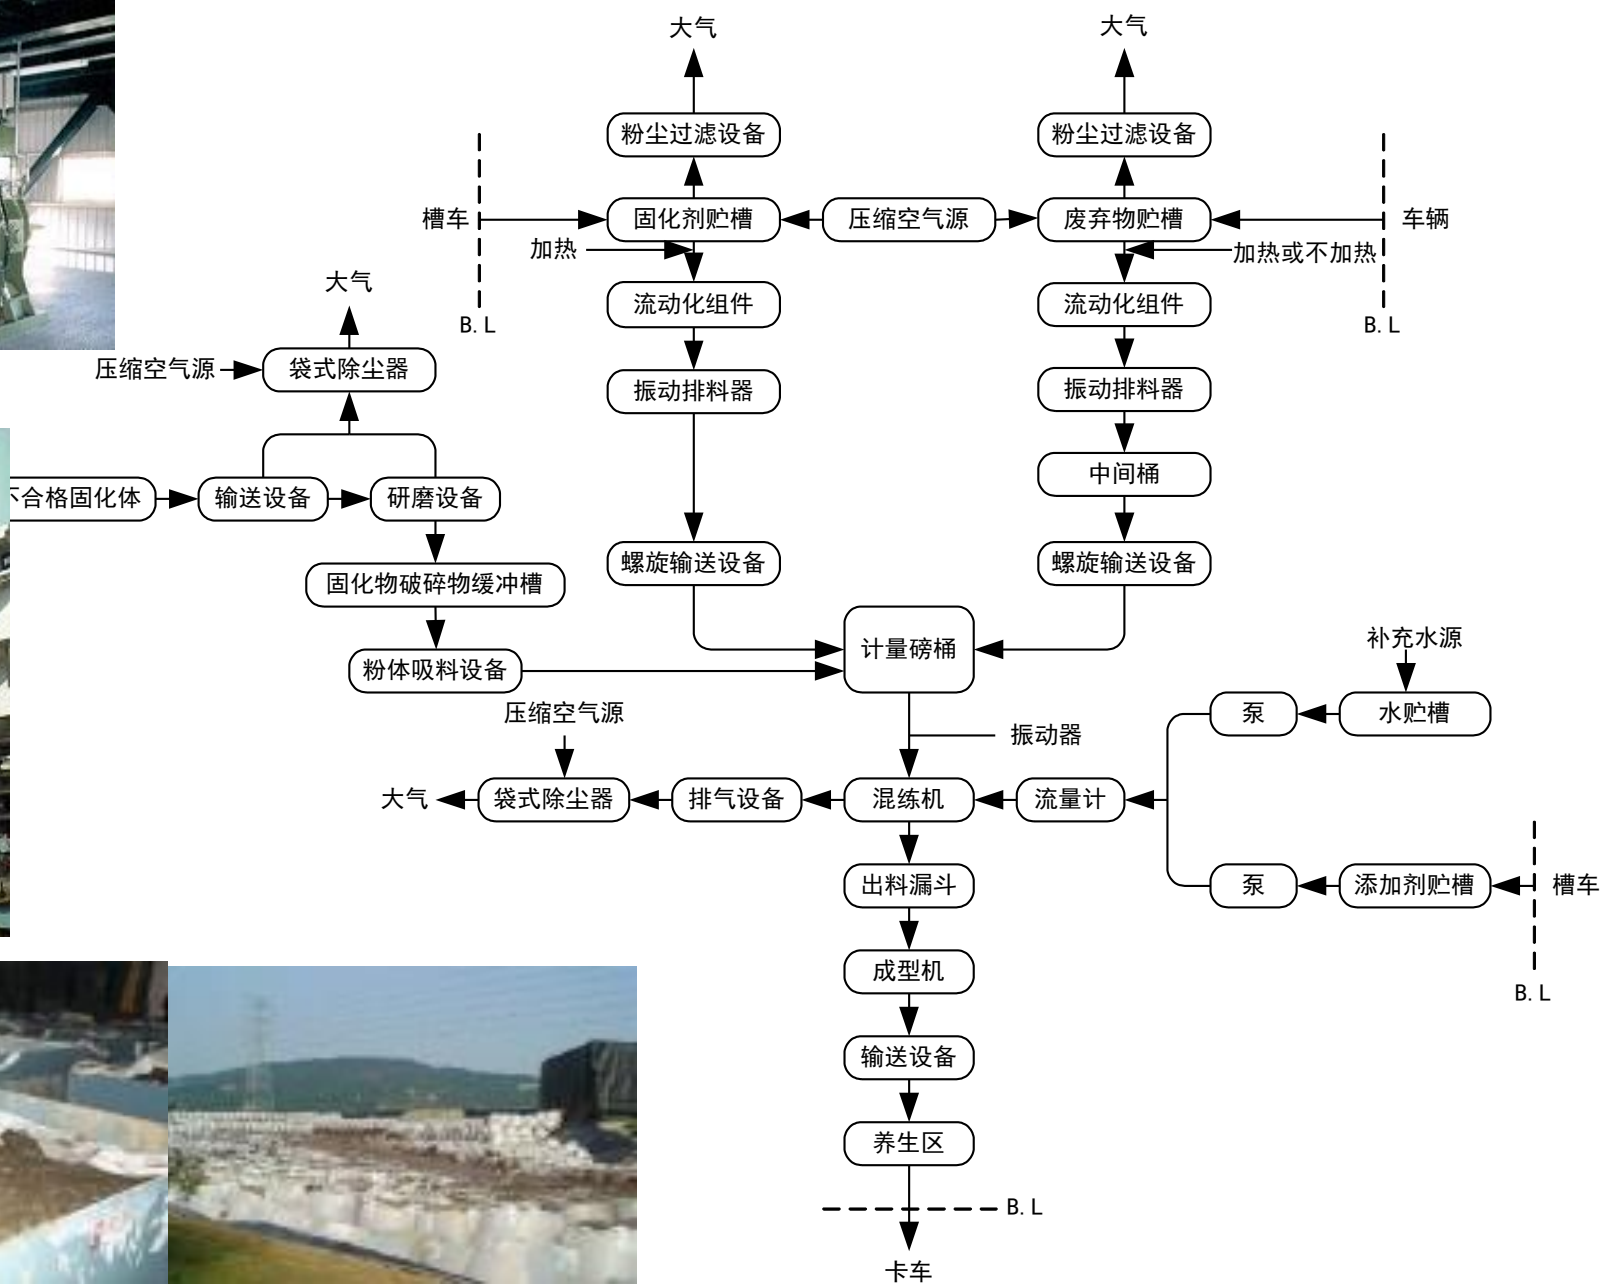 大气
大气
粉尘过滤设备
粉尘过滤设备
槽车
固化剂贮槽
压缩空气源
废弃物贮槽
车辆
加热
加热或不加热
大气
流动化组件
流动化组件
B. L
B. L
压缩空气源
袋式除尘器
振动排料器
振动排料器
中间桶
合格固化体
输送设备
研磨设备
螺旋输送设备
螺旋输送设备
固化物破碎物缓冲槽
计量磅桶
补充水源
粉体吸料设备
压缩空气源
泵
水贮槽
振动器
大气
袋式除尘器
排气设备
混练机
流量计
出料漏斗
泵
添加剂贮槽
槽车
成型机
B. L
输送设备
养生区
B. L
卡车